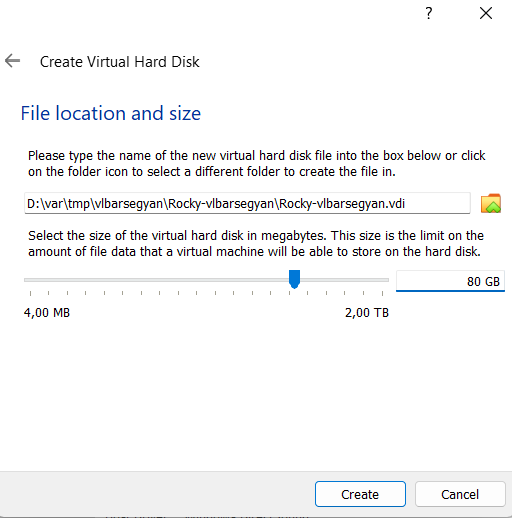 ?
Create Virtual Hard Disk
File location and size
Please type the name of the new virtual hard disk file into the box below or click
on the folder icon to select a different folder to create the file in.
D:\var\tmp\vlbarsegyan\Rocky-vlbarsegyan\Rocky-vlbarsegyan.vdi
Select the size of the virtual hard disk in megabytes. This size is the limit on the
amount of file data that a virtual machine will be able to store on the hard disk.
80 GB
4,00 MB 2,00 TB
Create Cancel